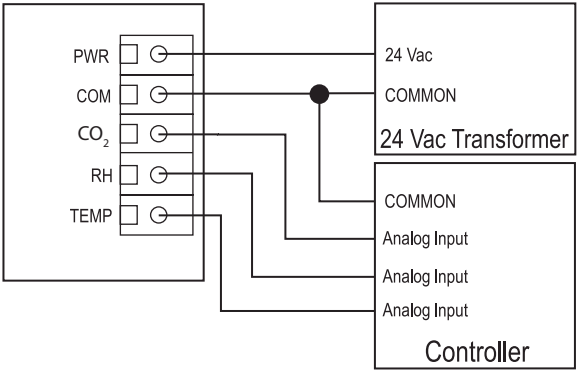 PWR
COM
CO₂
RH
TEMP
24 Vac
COMMON
24 Vac Transformer
COMMON
Analog Input
Analog Input
Analog Input
Controller